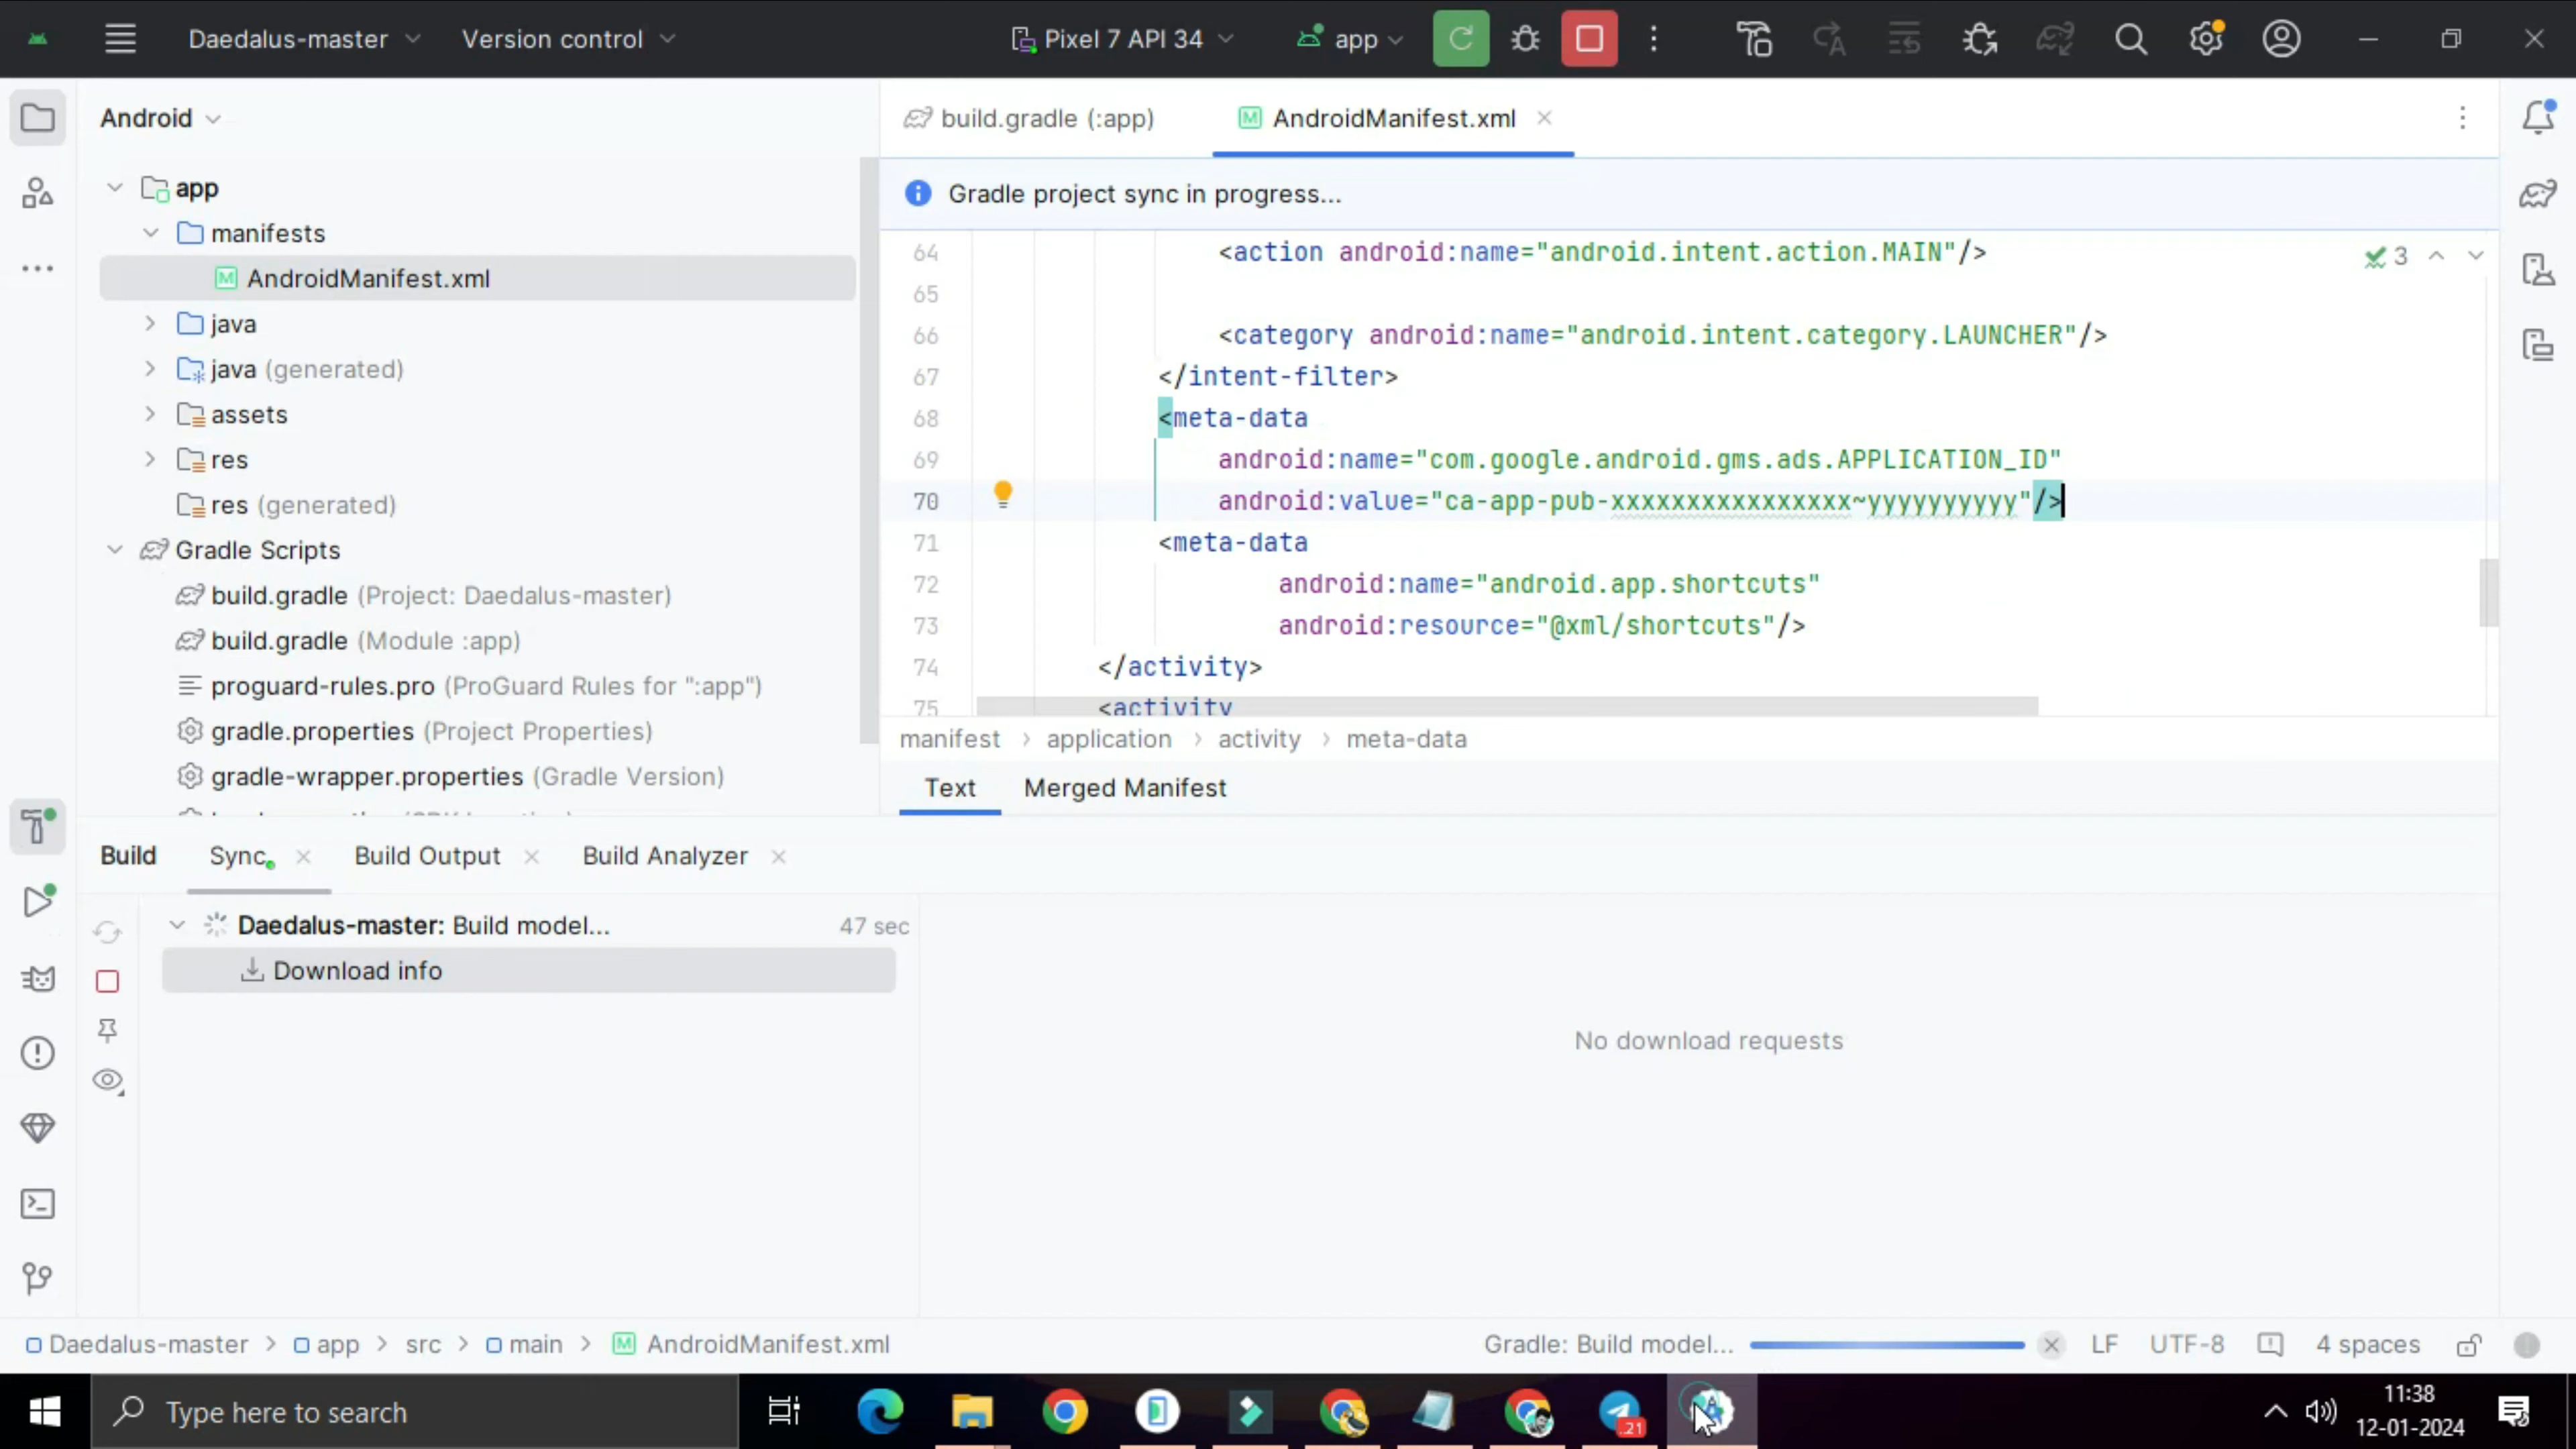 Daedalus-master
Version control
Pixel 7 API 34
app
Android
app
manifests
AndroidManifest.xml
java
java (generated)
assets
res
res (generated)
Gradle Scripts
build.gradle (Project: Daedalus-master)
build.gradle (Module :app)
proguard-rules.pro (ProGuard Rules for ":app")
gradle.properties (Project Properties)
gradle-wrapper.properties (Gradle Version)
build.gradle (:app)
AndroidManifest.xml
Gradle project sync in progress...
3
64 <action android:name="android.intent.action.MAIN"/>
65
66 <category android:name="android.intent.category.LAUNCHER"/>
67 </intent-filter>
68 <meta-data
69 android:name="com.google.android.gms.ads.APPLICATION_ID"
70 android:value="ca-app-pub-xxxxxxxxxxxxxxxx~yyyyyyyyyy"/>
71 <meta-data
72 android:name="android.app.shortcuts"
73 android:resource="@xml/shortcuts"/>
74 </activity>
75 <activity
manifest > application > activity > meta-data
Text
Merged Manifest
Build
Sync
Build Output
Build Analyzer
Daedalus-master: Build model... 47 sec
Download info
No download requests
Daedalus-master > app > src > main > AndroidManifest.xml
Gradle: Build model...
LF
UTF-8
4 spaces
Type here to search
21
11:38
12-01-2024